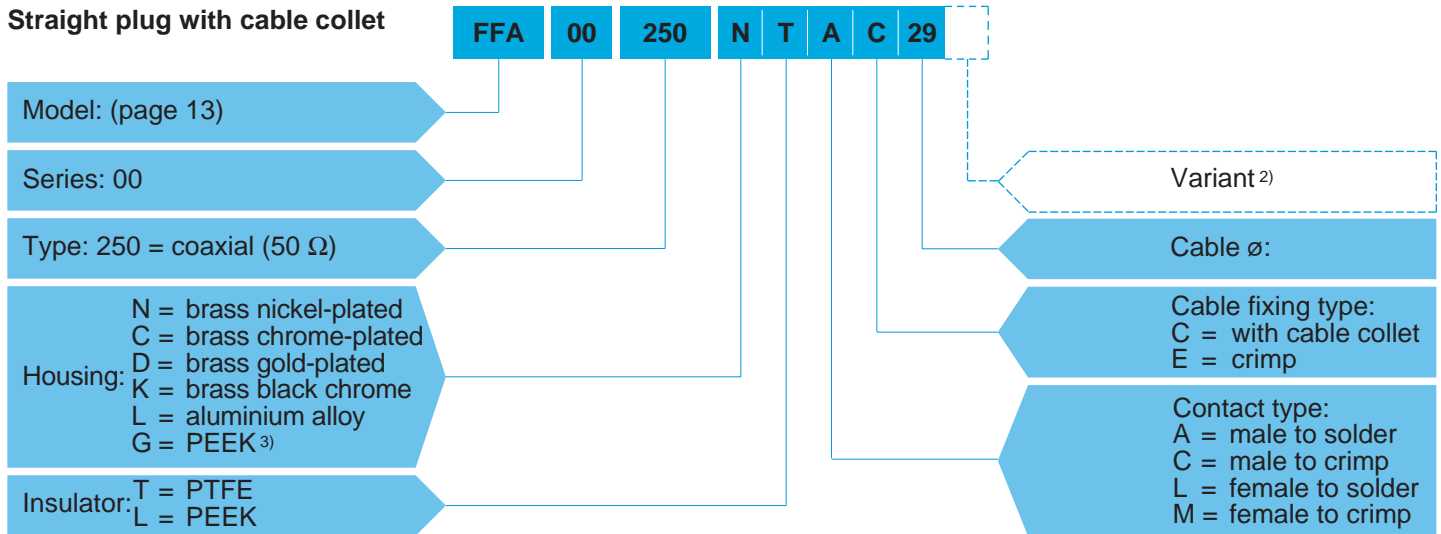 Straight plug with cable collet
FFA 00 250 N T A C 29
Model: (page 13)
Series: 00
Type: 250 = coaxial (50 Ω)
Housing:
N = brass nickel-plated
C = brass chrome-plated
D = brass gold-plated
K = brass black chrome
L = aluminium alloy
G = PEEK 3)
Insulator:
T = PTFE
L = PEEK
Variant 2)
Cable ø:
Cable fixing type:
C = with cable collet
E = crimp
Contact type:
A = male to solder
C = male to crimp
L = female to solder
M = female to crimp